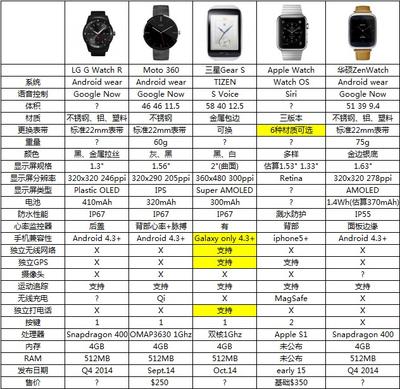 LG G Watch R Moto 360 三星Gear S Apple Watch 华硕ZenWatch
系统 Android wear Android wear TIZEN Watch OS Android wear
语音控制 Google Now Google Now S Voice Siri Google Now
体积 ? 46 46 11.5 58 40 12.5 ? 51 39 9.4
材质 不锈钢、铝、塑料 不锈钢、塑料 金属包边 三版本 不锈钢、铝、塑料
更换表带 标准22mm表带 标准22mm表带 可换 6种材质可选 标准22mm表带
重量 ? 60g ? ? 75g
颜色 黑、金属拉丝 灰、黑 黑、白 多样 金边银底
显示屏规格 1.3" 1.56" 2"(曲面) 估算1.53" 1.33" 1.63"
显示屏分辨率 320x320 246ppi 320x290 205ppi 360x480 300ppi Retina 320x320 278ppi
显示屏类型 Plastic OLED IPS Super AMOLED ? AMOLED
电池 410mAh 320mAh 300mAh ? 1.4Wh(估算370mAh)
防水性能 IP67 IP67 IP67 溅水防护 IP55
心率监控器 后盖 背部心率+脉搏 有 背部 面板边缘
手机兼容性 Android 4.3+ Android 4.3+ Galaxy only 4.3+ iphone5+ Android 4.3+
独立无线网络 X X 支持 X X
独立GPS X X 支持 X X
摄像头 X X ? X X
运动追踪 支持 支持 支持 支持 支持
无线充电 ? Qi X MagSafe X
独立打电话 X X 支持 X X
按键 1 1 1 2 X
处理器 Snapdragon 400 OMAP3630 1Ghz 双核1Ghz Apple S1 Snapdragon 400
内存 4GB 4GB 4GB 未公布 4GB
RAM 512MB 512MB 512MB 未公布 512MB
发布日期 Q4 2014 Sept.14 Oct.14 early 15 Q4 2014
售价 ? $250 ? 基础$350 ?